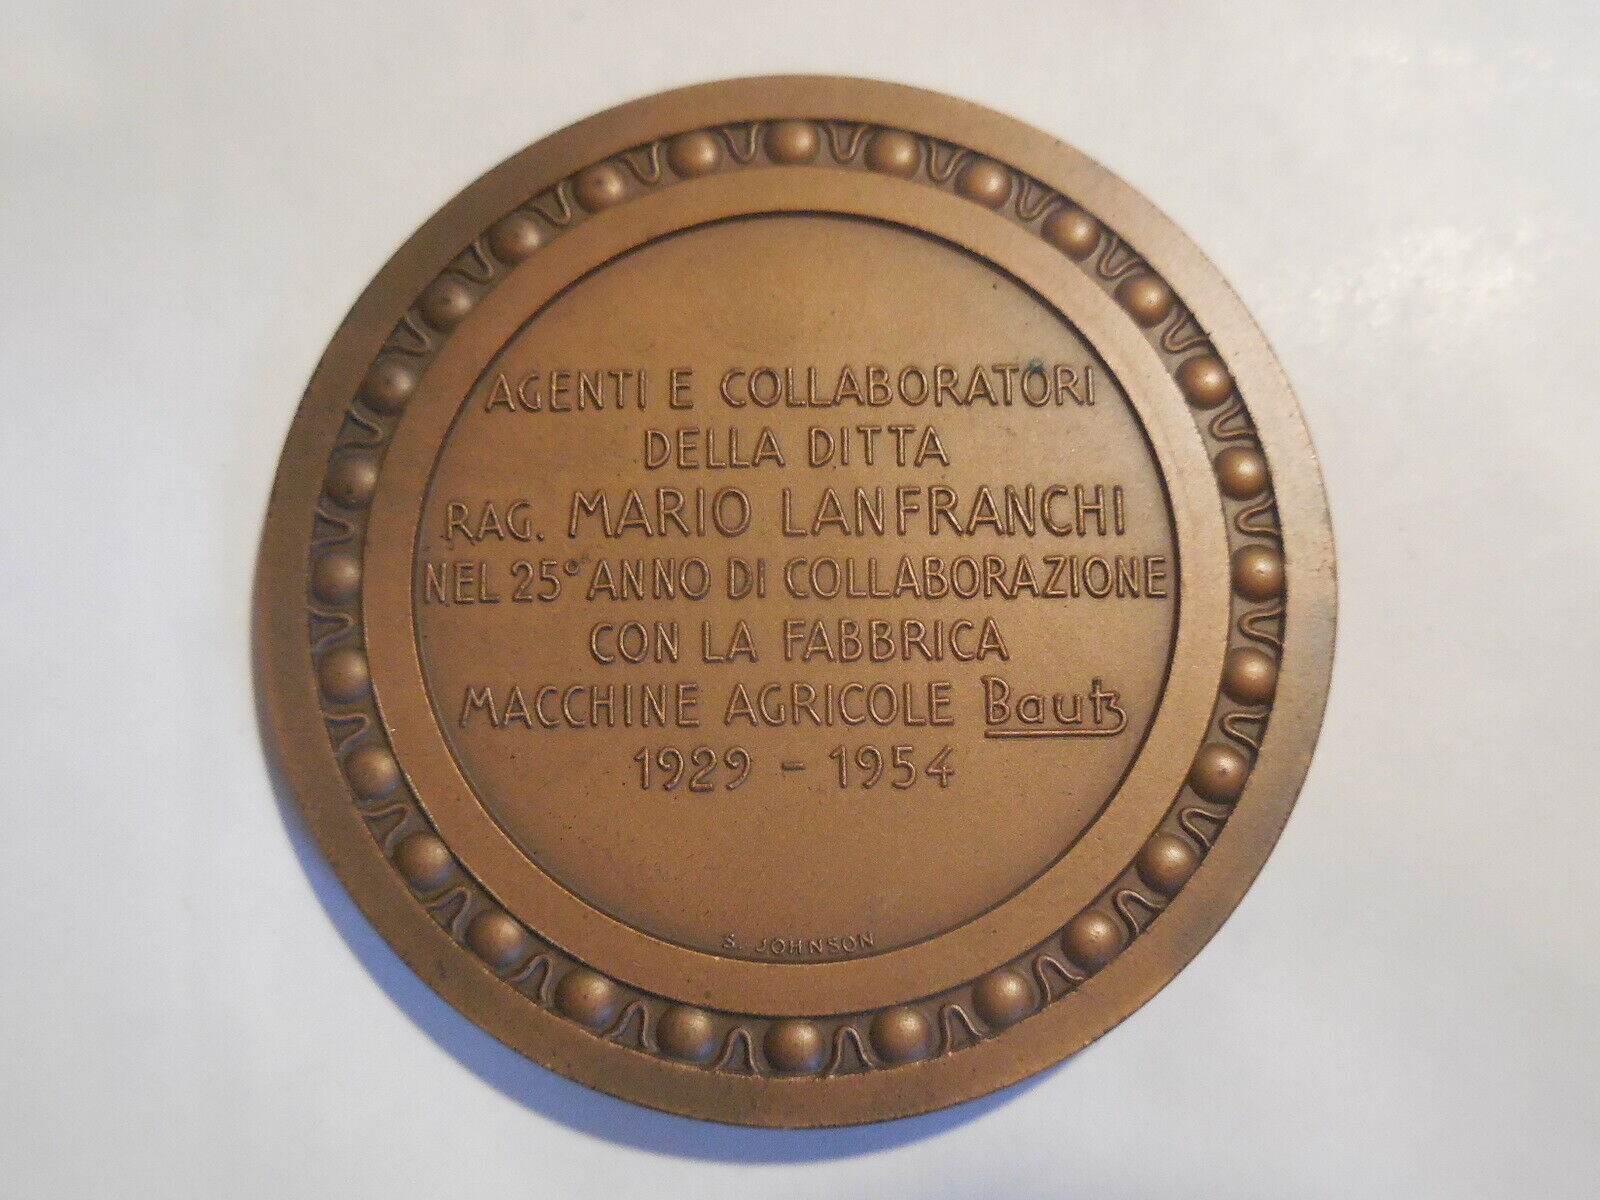 AGENTI E COLLABORATORI
DELLA DITTA
RAG. MARIO LANFRANCHI
NEL 25° ANNO DI COLLABORAZIONE
CON LA FABBRICA
MACCHINE AGRICOLE Bautz
1929 - 1954
S. JOHNSON